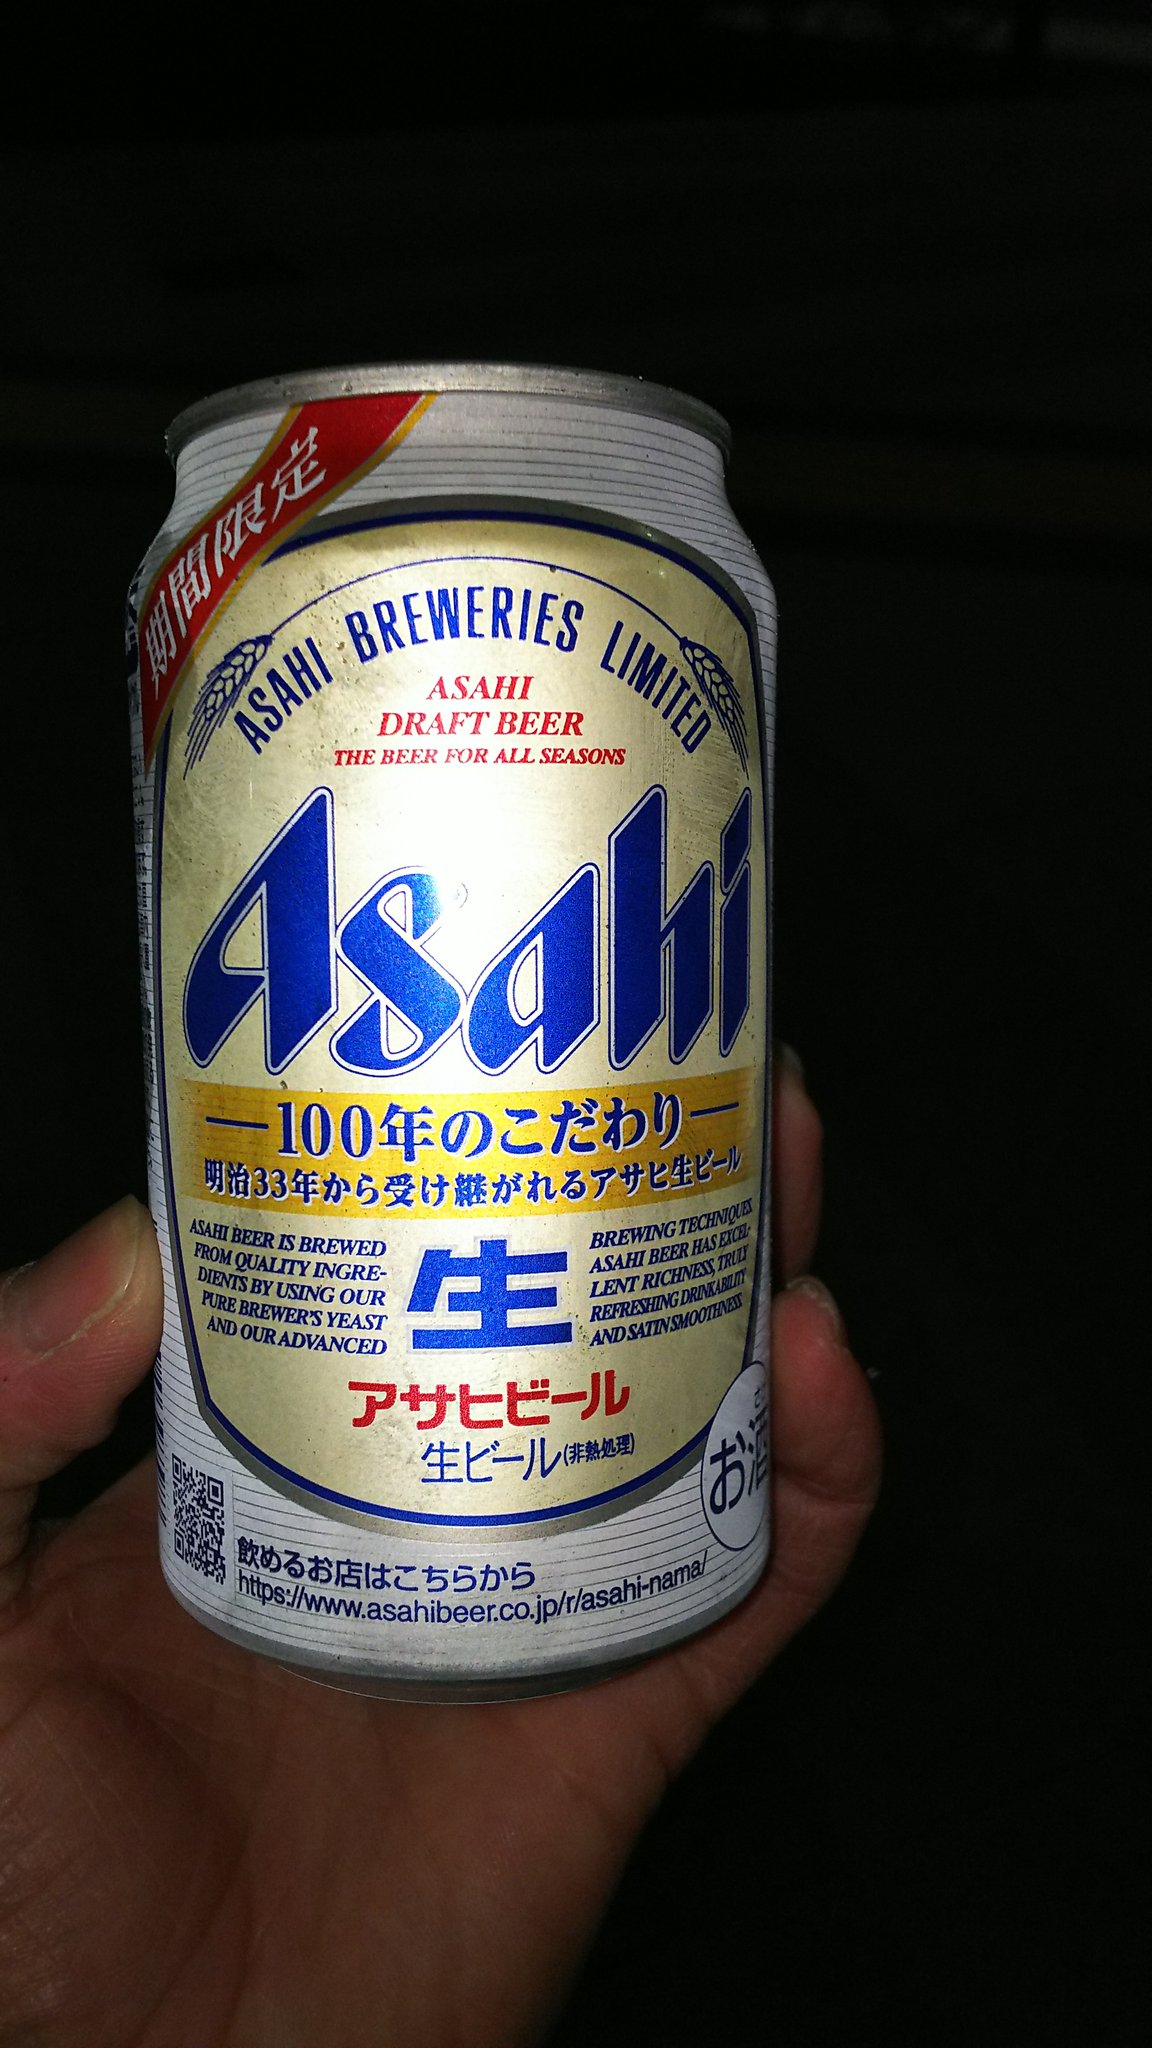 期間限定
ASAHI BREWERIES LIMITED
ASAHI
DRAFT BEER
THE BEER FOR ALL SEASONS
Asahi
100年のこだわり
明治33年から受け継がれるアサヒ生ビール
ASAHI BEER IS BREWED
FROM QUALITY INGRE-
DIENTS BY USING OUR
PURE BREWER'S YEAST
AND OUR ADVANCED
生
BREWING TECHNIQUES.
ASAHI BEER HAS EXCEL-
LENT RICHNESS, TRULY
REFRESHING DRINKABILITY
AND SATIN SMOOTHNESS.
アサヒビール
生ビール(非熱処理)
お酒
飲めるお店はこちらから
https://www.asahibeer.co.jp/r/asahi-nama/